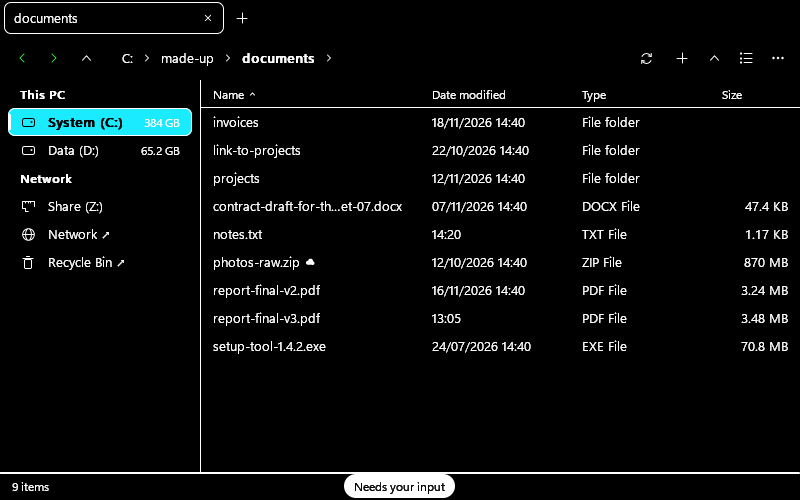 documents
C: made-up documents
This PC
System (C:) 384 GB
Data (D:) 65.2 GB
Network
Share (Z:)
Network
Recycle Bin
Name Date modified Type Size
invoices 18/11/2026 14:40 File folder
link-to-projects 22/10/2026 14:40 File folder
projects 12/11/2026 14:40 File folder
contract-draft-for-th...et-07.docx 07/11/2026 14:40 DOCX File 47.4 KB
notes.txt 14:20 TXT File 1.17 KB
photos-raw.zip 12/10/2026 14:40 ZIP File 870 MB
report-final-v2.pdf 16/11/2026 14:40 PDF File 3.24 MB
report-final-v3.pdf 13:05 PDF File 3.48 MB
setup-tool-1.4.2.exe 24/07/2026 14:40 EXE File 70.8 MB
9 items
Needs your input